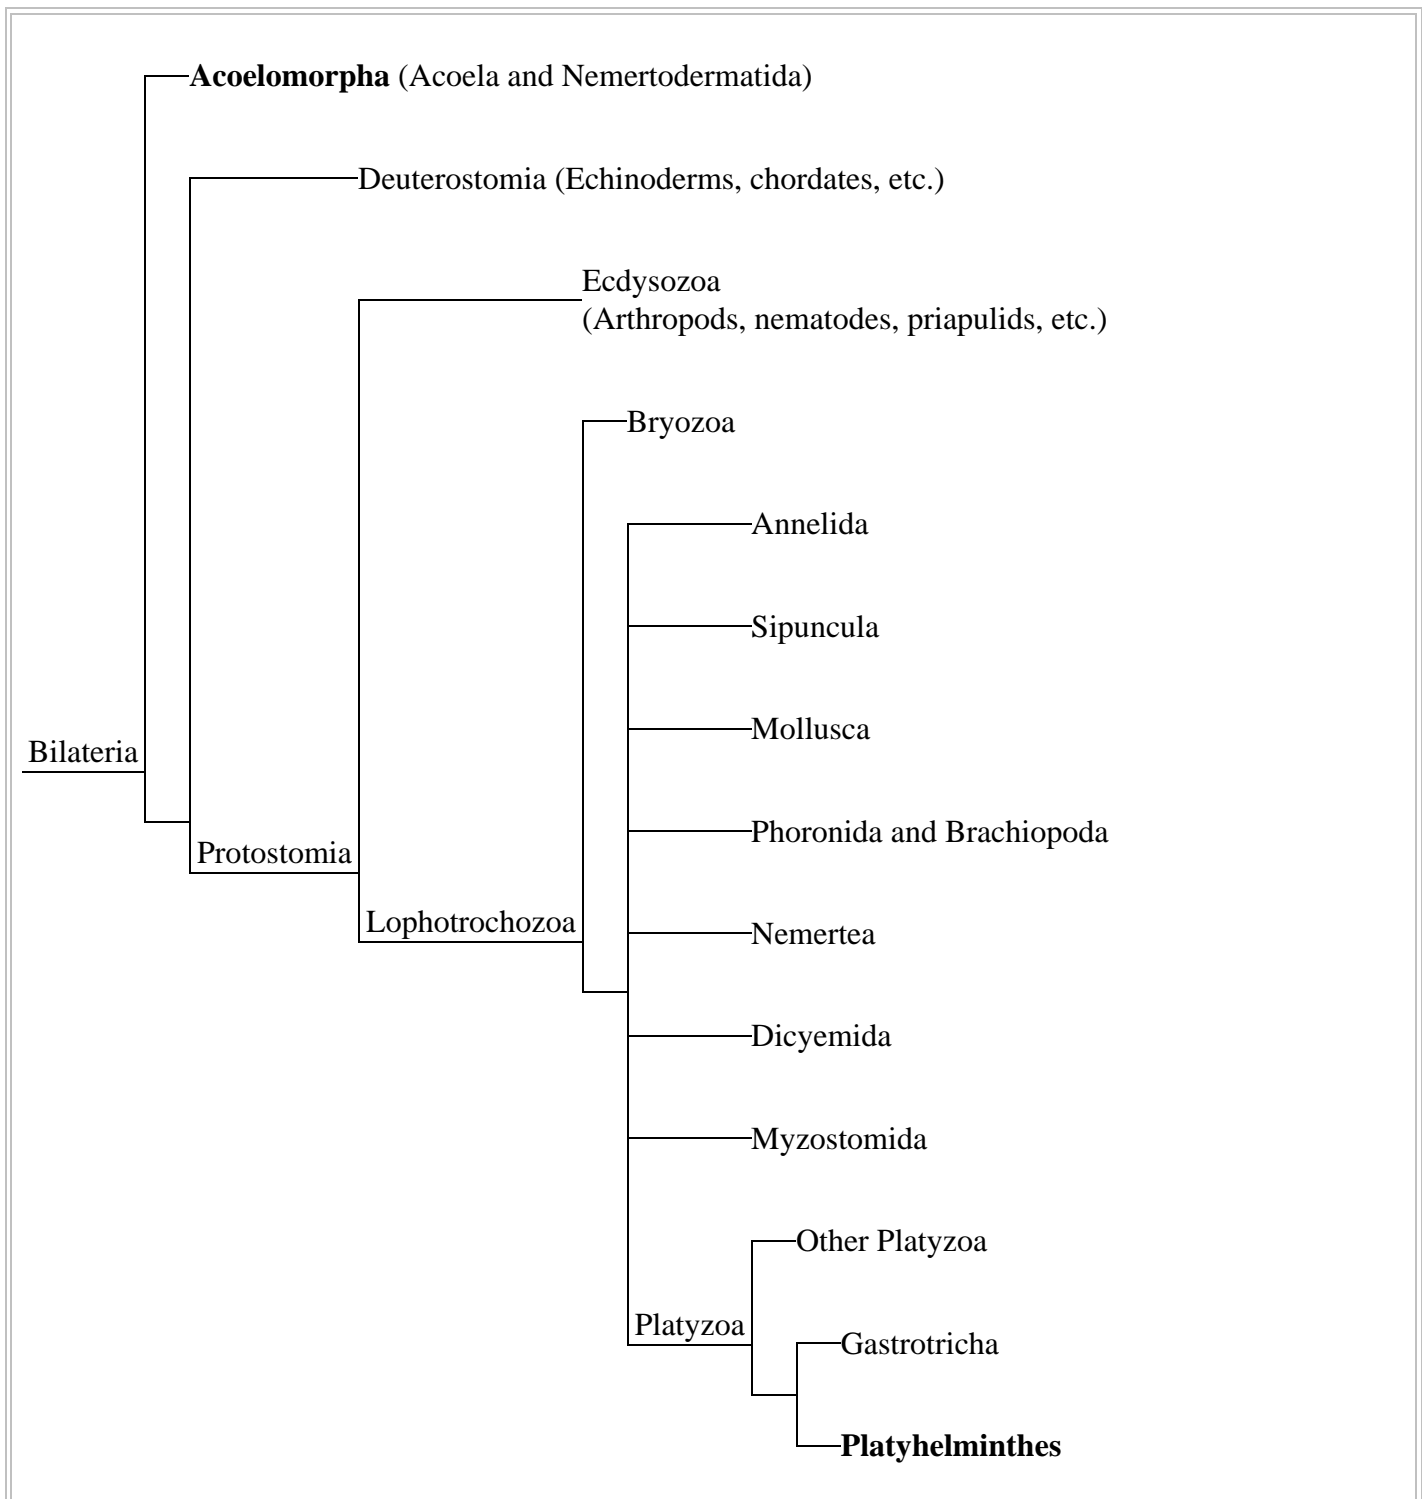 Acoelomorpha (Acoela and Nemertodermatida)
Deuterostomia (Echinoderms, chordates, etc.)
Ecdysozoa
(Arthropods, nematodes, priapulids, etc.)
Bryozoa
Annelida
Sipuncula
Mollusca
Bilateria
Phoronida and Brachiopoda
Protostomia
Lophotrochozoa
Nemertea
Dicyemida
Myzostomida
Other Platyzoa
Platyzoa
Gastrotricha
Platyhelminthes